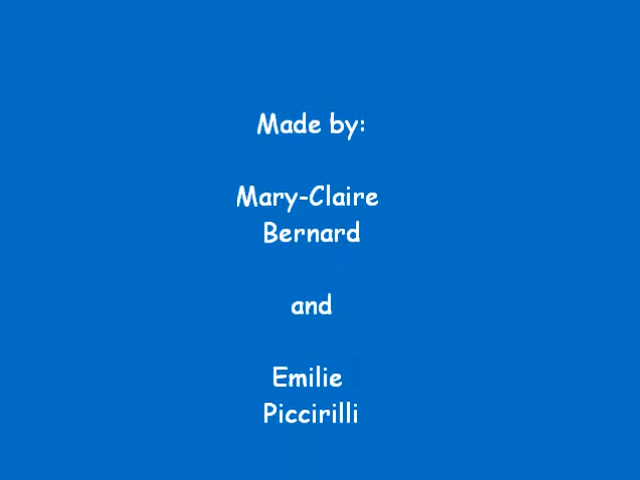 Made by:
Mary-Claire
Bernard
and
Emilie
Piccirilli